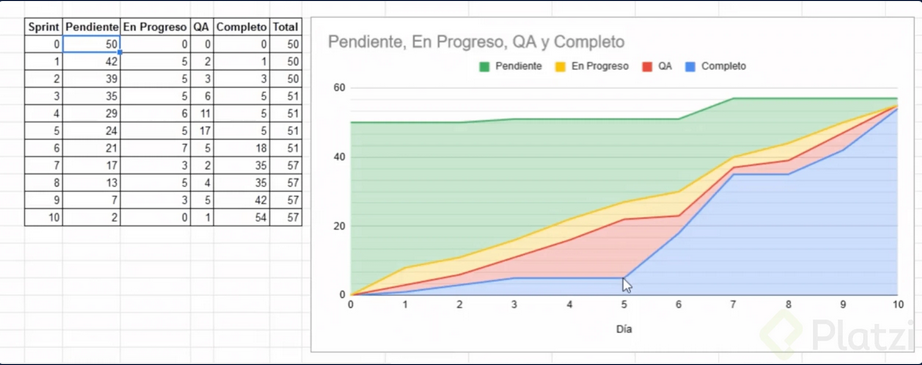 Sprint Pendiente En Progreso QA Completo Total
0 50 0 0 0 50
1 42 5 2 1 50
2 39 5 3 3 50
3 35 5 6 5 51
4 29 6 11 5 51
5 24 5 17 5 51
6 21 7 5 18 51
7 17 3 2 35 57
8 13 5 4 35 57
9 7 3 5 42 57
10 2 0 1 54 57
Pendiente, En Progreso, QA y Completo
Pendiente En Progreso QA Completo
60
40
20
0
0 1 2 3 4 5 6 7 8 9 10
Día
Platzi